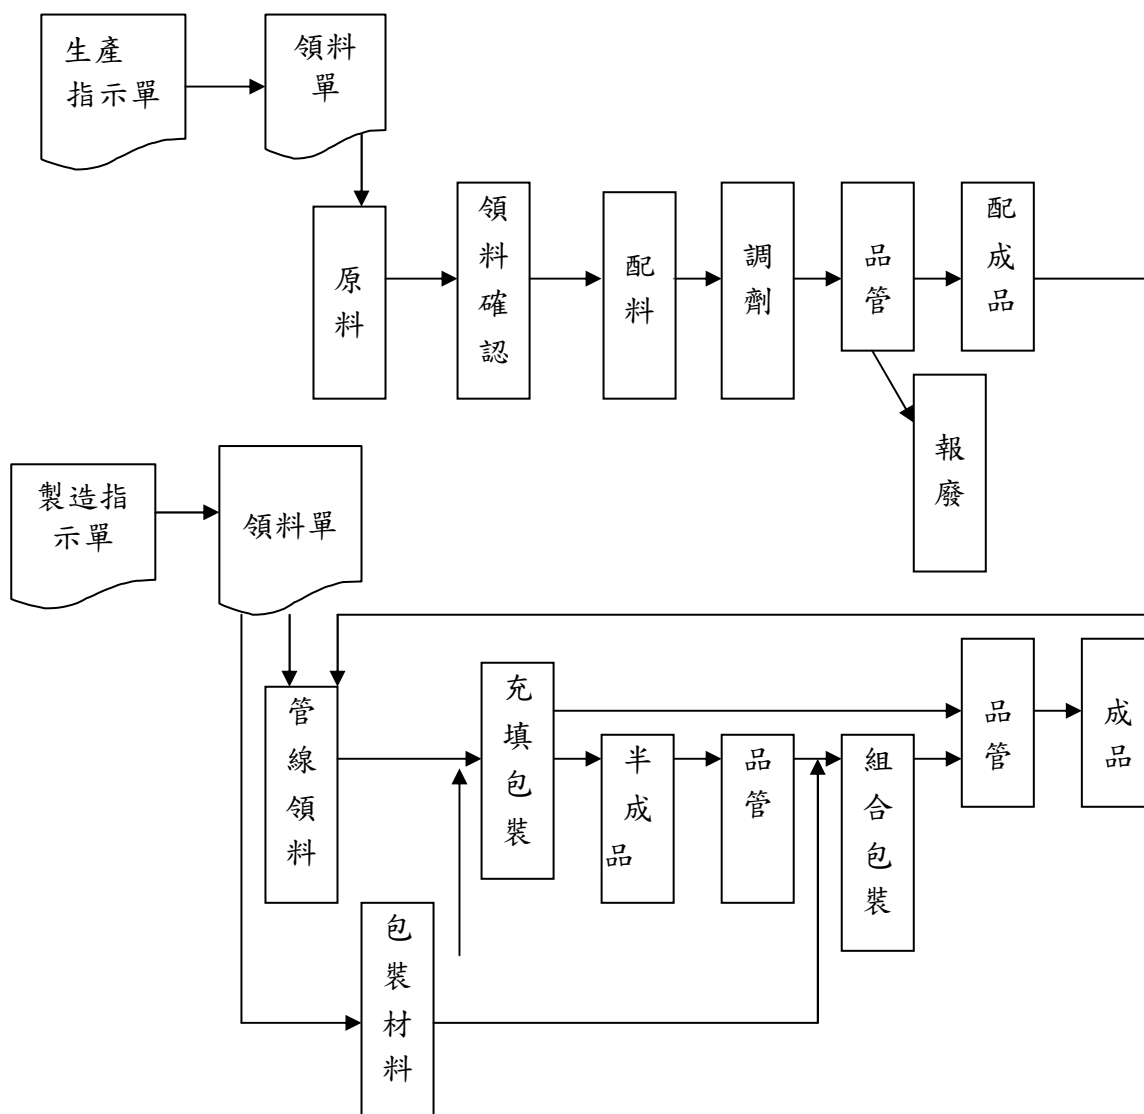 生產
指示單
領料
單
原料
領料確認
配料
調劑
品管
配成品
報廢
製造指
示單
領料單
管線領料
充填包裝
半成品
品管
組合包裝
品管
成品
包裝材料